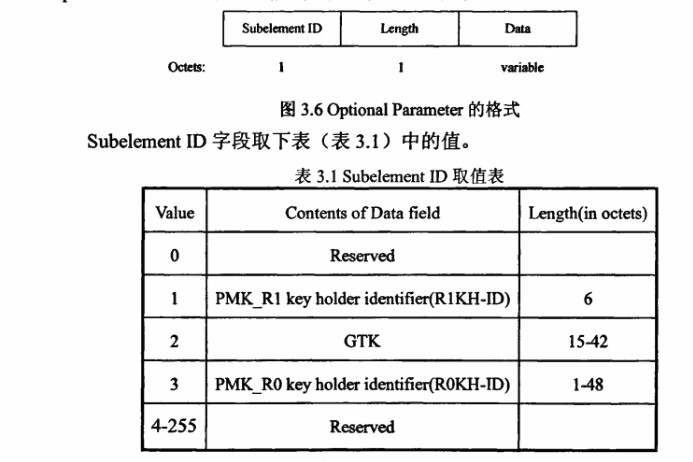 Subelement ID Length Data
Octets: 1 1 variable
图 3.6 Optional Parameter 的格式
Subelement ID 字段取下表（表 3.1）中的值。
表 3.1 Subelement ID 取值表
Value Contents of Data field Length(in octets)
0 Reserved
1 PMK_R1 key holder identifier(R1KH-ID) 6
2 GTK 15-42
3 PMK_R0 key holder identifier(R0KH-ID) 1-48
4-255 Reserved